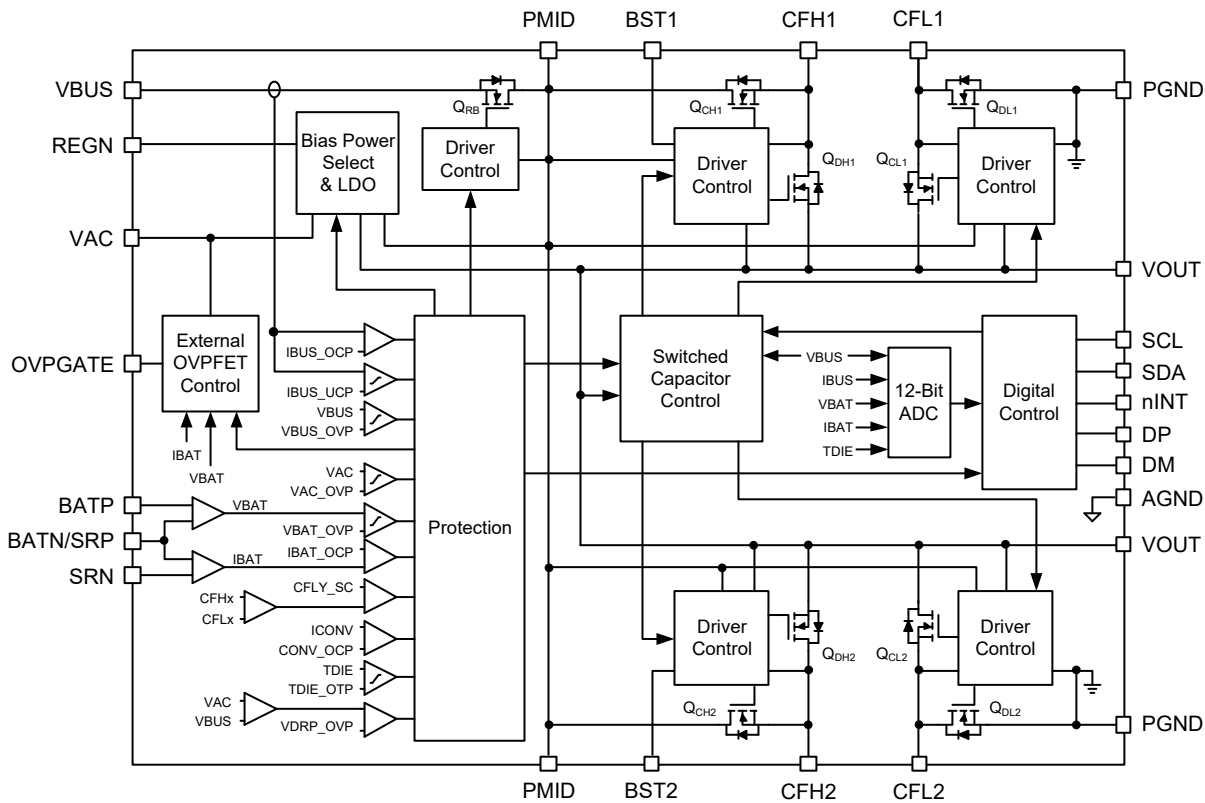 PMID
BST1
CFH1
CFL1
VBUS
REGN
VAC
OVPGATE
BATP
BATN/SRP
SRN
PGND
VOUT
SCL
SDA
nINT
DP
DM
AGND
VOUT
PGND
PMID
BST2
CFH2
CFL2
QRB
QCH1
QDH1
QCL1
QDL1
Bias Power
Select
& LDO
Driver
Control
Driver
Control
Driver
Control
External
OVPFET
Control
IBAT
VBAT
IBUS_OCP
IBUS_UCP
VBUS
VBUS_OVP
VAC
VAC_OVP
VBAT
VBAT_OVP
IBAT
IBAT_OCP
CFHx
CFLx
CFLY_SC
ICONV
CONV_OCP
TDIE
TDIE_OTP
VAC
VBUS
VDRP_OVP
Protection
Switched
Capacitor
Control
VBUS
IBUS
VBAT
IBAT
TDIE
12-Bit
ADC
Digital
Control
Driver
Control
Driver
Control
QDH2
QCL2
QCH2
QDL2